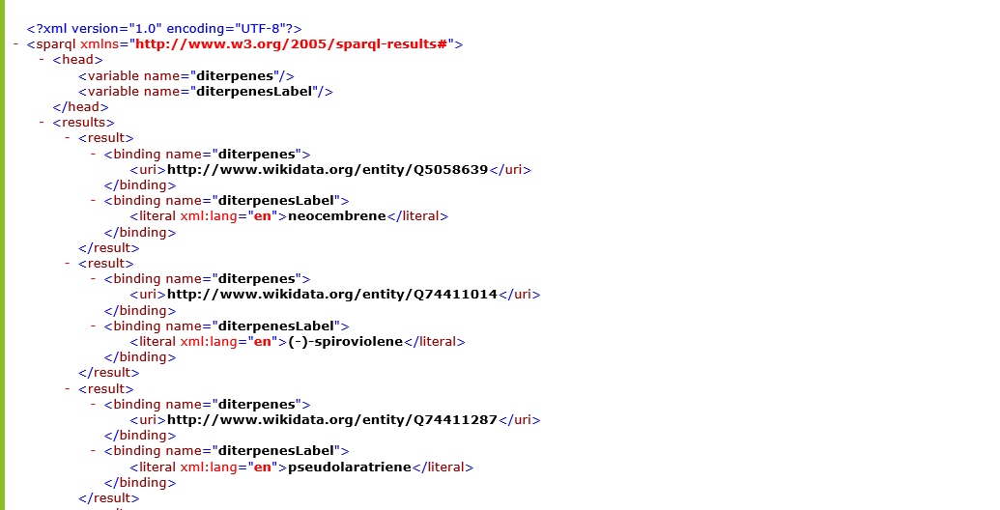 <?xml version="1.0" encoding="UTF-8"?>
- <sparql xmlns="http://www.w3.org/2005/sparql-results#">
- <head>
<variable name="diterpenes"/>
<variable name="diterpenesLabel"/>
</head>
- <results>
- <result>
- <binding name="diterpenes">
<uri>http://www.wikidata.org/entity/Q5058639</uri>
</binding>
- <binding name="diterpenesLabel">
<literal xml:lang="en">neocembrene</literal>
</binding>
</result>
- <result>
- <binding name="diterpenes">
<uri>http://www.wikidata.org/entity/Q74411014</uri>
</binding>
- <binding name="diterpenesLabel">
<literal xml:lang="en">(-)-spiroviolene</literal>
</binding>
</result>
- <result>
- <binding name="diterpenes">
<uri>http://www.wikidata.org/entity/Q74411287</uri>
</binding>
- <binding name="diterpenesLabel">
<literal xml:lang="en">pseudolaratriene</literal>
</binding>
</result>